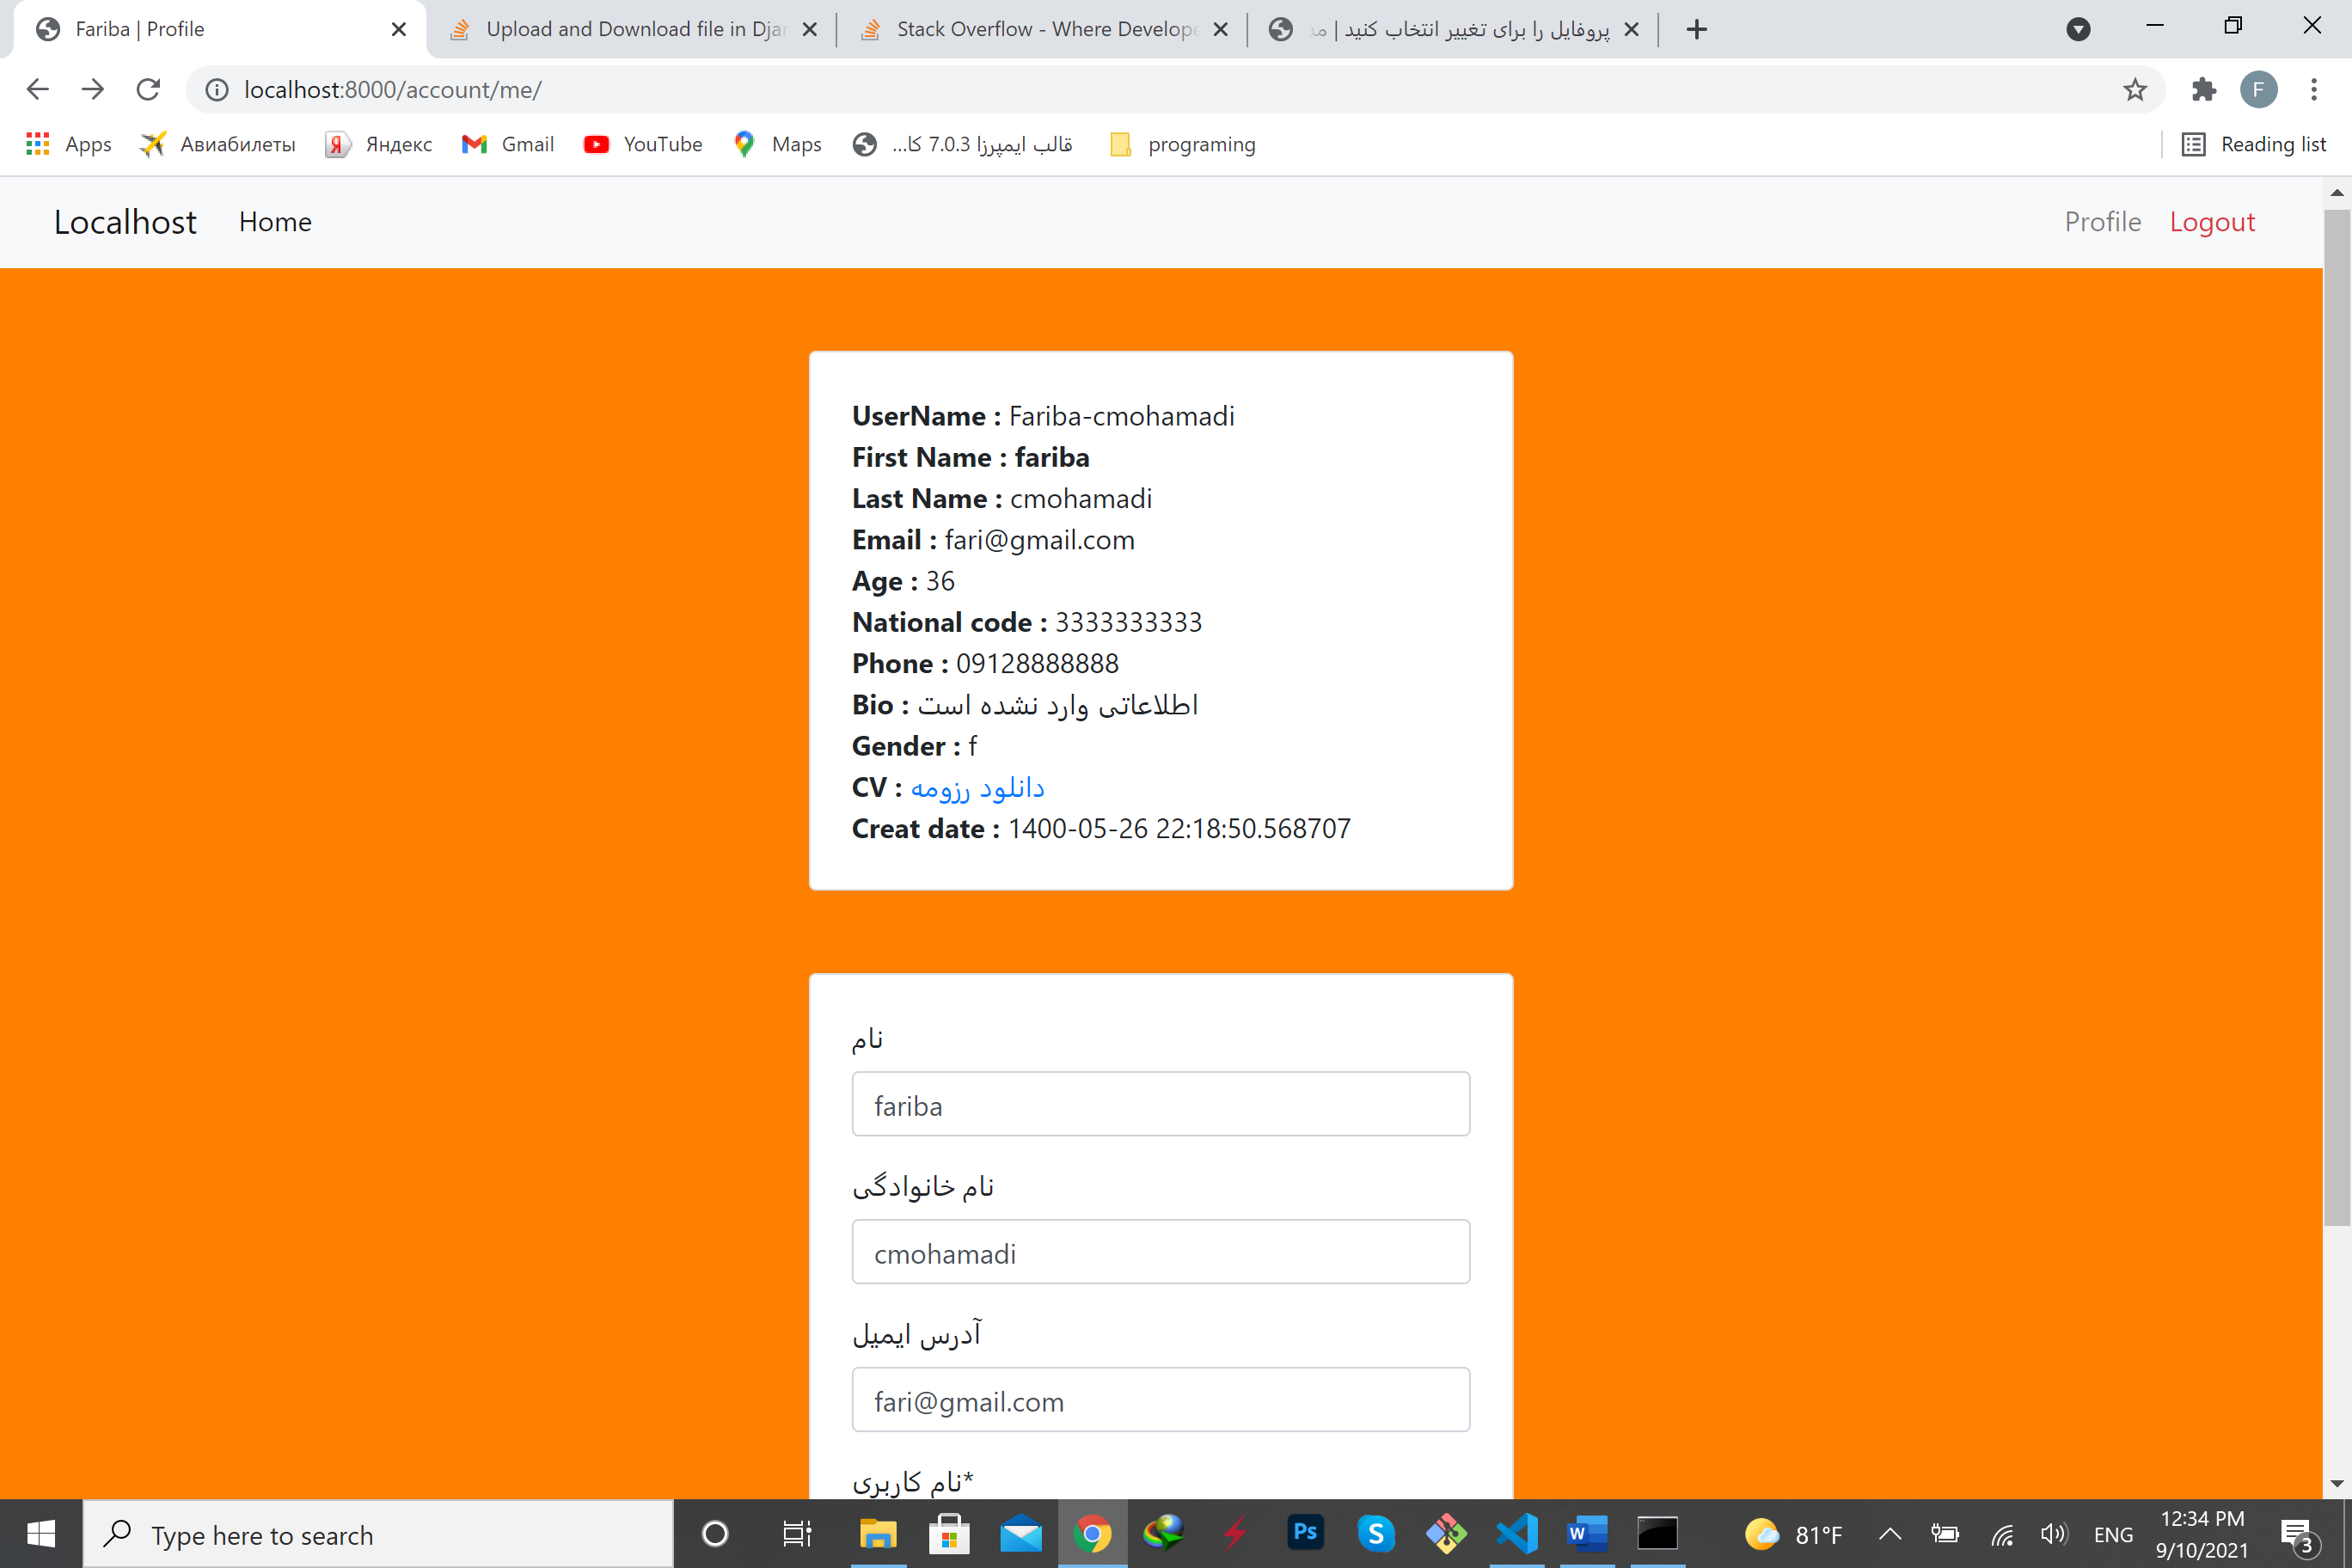 Fariba | Profile
Upload and Download file in Djan
Stack Overflow - Where Develope
پروفایل را برای تغییر انتخاب کنید | مد
localhost:8000/account/me/
F
Apps
Авиабилеты
Яндекс
Gmail
YouTube
Maps
قالب ایمپرزا 7.0.3 کا...
programing
Reading list
Localhost
Home
Profile
Logout
UserName : Fariba-cmohamadi
First Name : fariba
Last Name : cmohamadi
Email : fari@gmail.com
Age : 36
National code : 3333333333
Phone : 09128888888
Bio : اطلاعاتی وارد نشده است
Gender : f
CV : دانلود رزومه
Creat date : 1400-05-26 22:18:50.568707
نام
fariba
نام خانوادگی
cmohamadi
آدرس ایمیل
fari@gmail.com
نام کاربری*
Type here to search
81°F
ENG
12:34 PM
9/10/2021
3